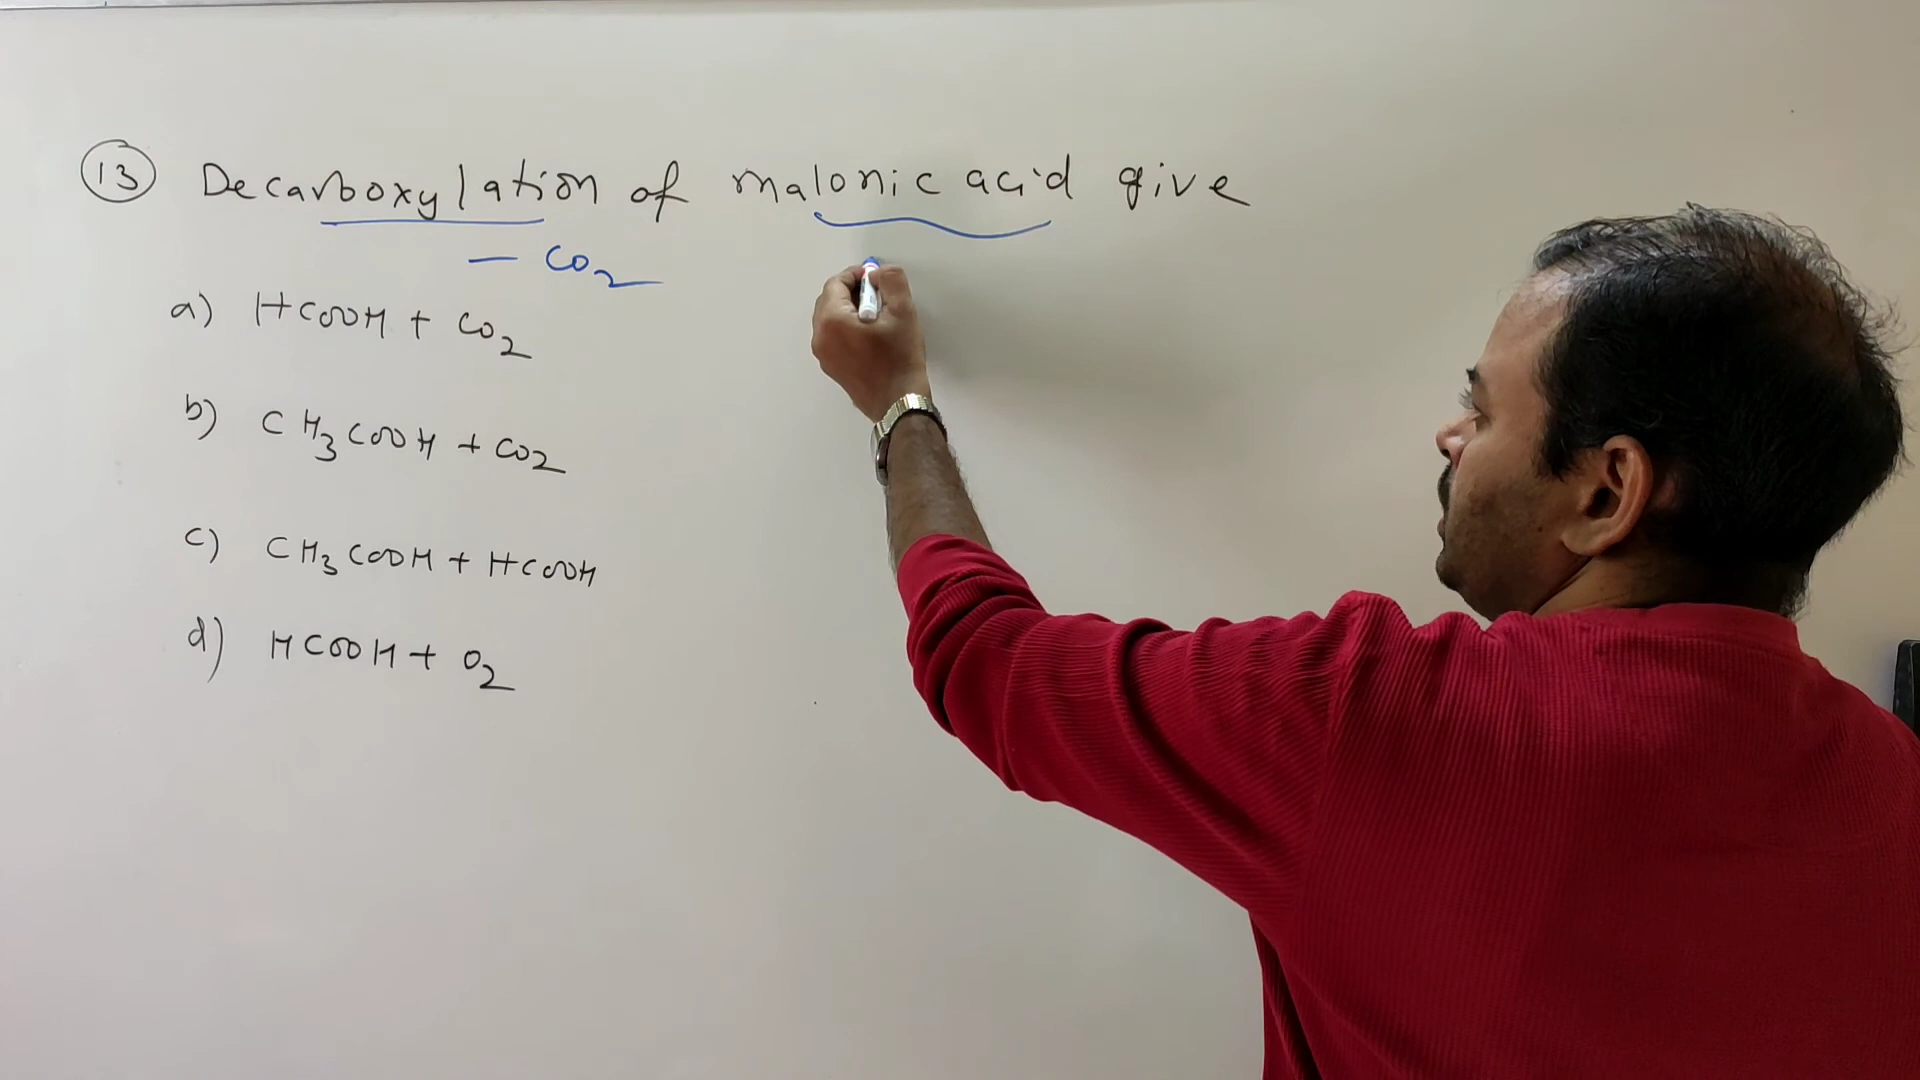 13 Decarboxylation of malonic acid give
- CO2
a) HCOOH + CO2
b) CH3COOH + CO2
c) CH3COOH + HCOOH
d) HCOOH + O2